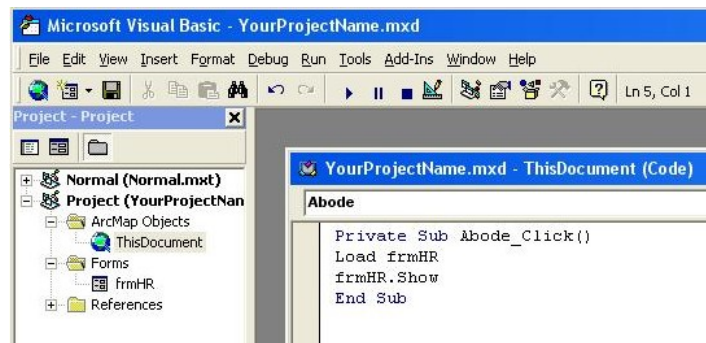 Microsoft Visual Basic - YourProjectName.mxd
File Edit View Insert Format Debug Run Tools Add-Ins Window Help
Ln 5, Col 1
Project - Project
Normal (Normal.mxt)
Project (YourProjectNan
ArcMap Objects
ThisDocument
Forms
frmHR
References
YourProjectName.mxd - ThisDocument (Code)
Abode
Private Sub Abode_Click()
Load frmHR
frmHR.Show
End Sub